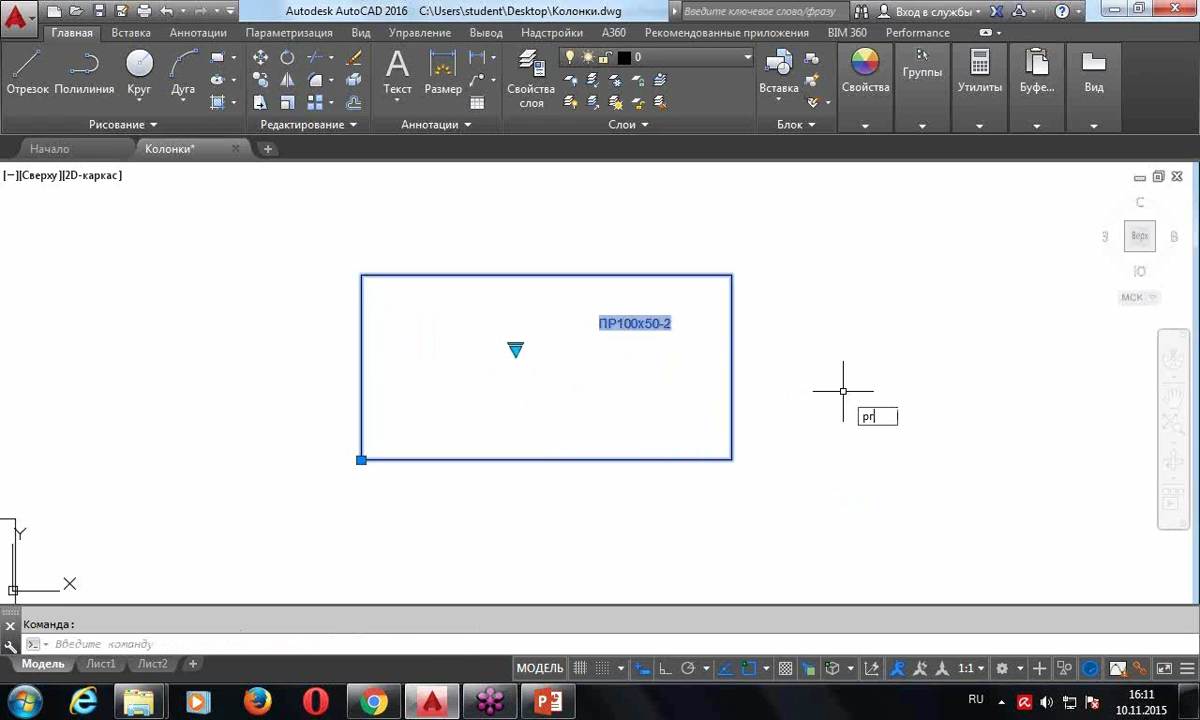 Autodesk AutoCAD 2016 C:\Users\student\Desktop\Колонки.dwg
Введите ключевое слово/фразу
Вход в службы
Главная Вставка Аннотации Параметризация Вид Управление Вывод Надстройки A360 Рекомендованные приложения BIM 360 Performance
0
Отрезок Полилиния Круг Дуга Текст Размер Свойства слоя Вставка Свойства Группы Утилиты Буфе... Вид
Рисование Редактирование Аннотации Слои Блок
Начало Колонки*
[−][Сверху][2D-каркас]
С
З Верх В
Ю
МСК
ПР100х50-2
pr
Y
X
Команда:
Введите команду
Модель Лист1 Лист2
МОДЕЛЬ 1:1
RU 16:11
10.11.2015